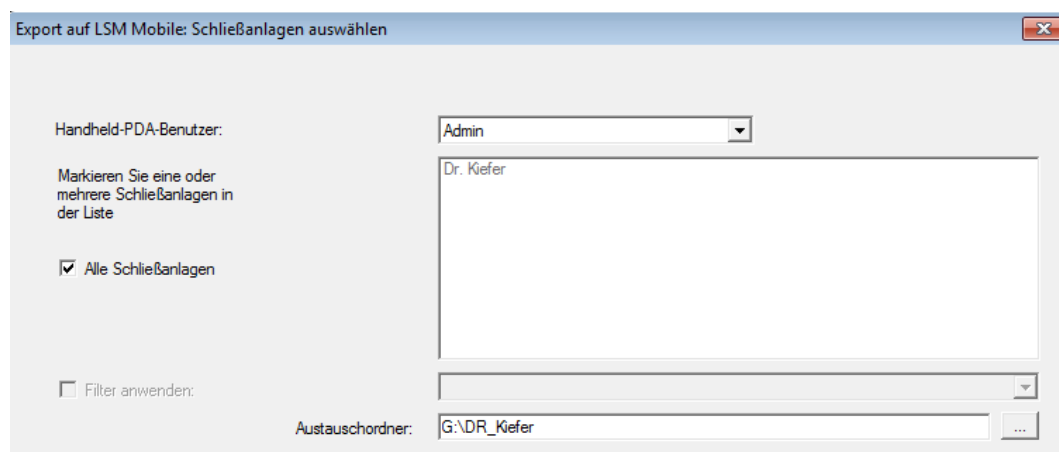 Export auf LSM Mobile: Schließanlagen auswählen
Handheld-PDA-Benutzer:
Admin
Markieren Sie eine oder
mehrere Schließanlagen in
der Liste
Dr. Kiefer
Alle Schließanlagen
Filter anwenden:
Austauschordner:
G:\DR_Kiefer
...